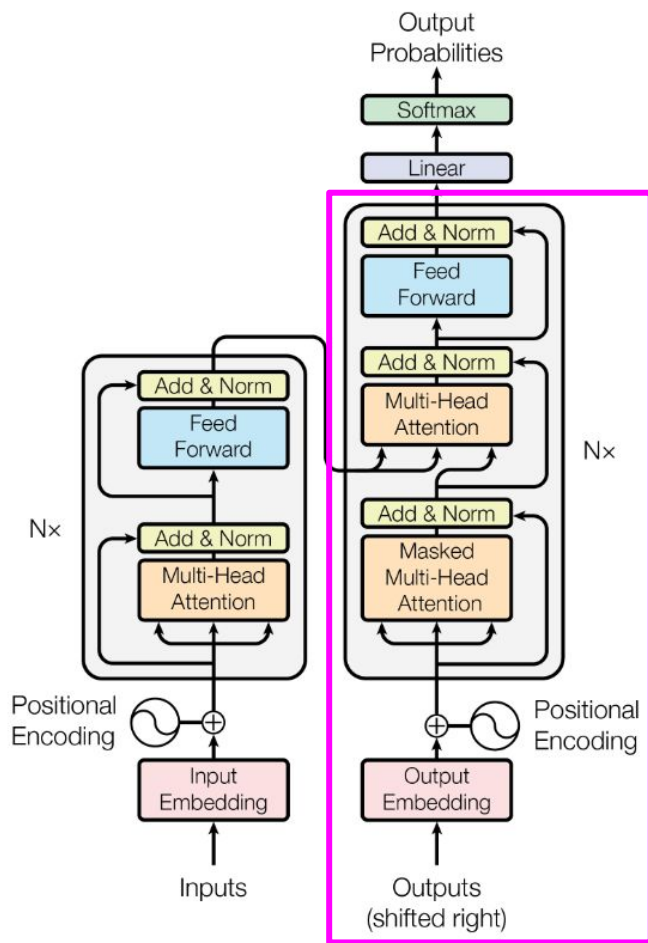 Output
Probabilities
Softmax
Linear
Add & Norm
Feed
Forward
Add & Norm
Multi-Head
Attention
Add & Norm
Masked
Multi-Head
Attention
N×
Positional
Encoding
Output
Embedding
Outputs
(shifted right)
Add & Norm
Feed
Forward
Add & Norm
Multi-Head
Attention
N×
Positional
Encoding
Input
Embedding
Inputs